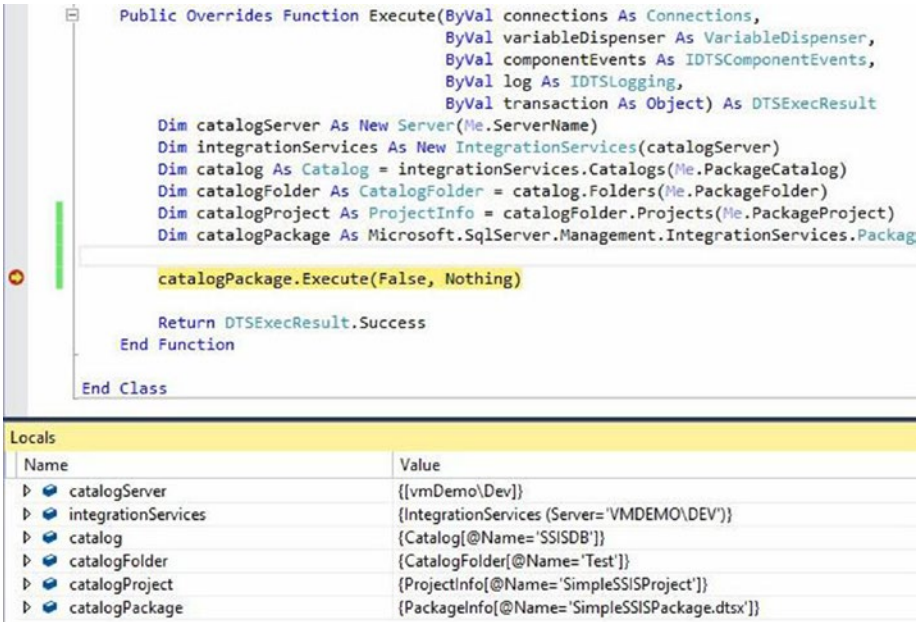 Public Overrides Function Execute(ByVal connections As Connections,
ByVal variableDispenser As VariableDispenser,
ByVal componentEvents As IDTSComponentEvents,
ByVal log As IDTSLogging,
ByVal transaction As Object) As DTSExecResult
Dim catalogServer As New Server(Me.ServerName)
Dim integrationServices As New IntegrationServices(catalogServer)
Dim catalog As Catalog = integrationServices.Catalogs(Me.PackageCatalog)
Dim catalogFolder As CatalogFolder = catalog.Folders(Me.PackageFolder)
Dim catalogProject As ProjectInfo = catalogFolder.Projects(Me.PackageProject)
Dim catalogPackage As Microsoft.SqlServer.Management.IntegrationServices.Packag
catalogPackage.Execute(False, Nothing)
Return DTSExecResult.Success
End Function
End Class
Locals
Name Value
catalogServer {[vmDemo\Dev]}
integrationServices {IntegrationServices (Server='VMDEMO\DEV')}
catalog {Catalog[@Name='SSISDB']}
catalogFolder {CatalogFolder[@Name='Test']}
catalogProject {ProjectInfo[@Name='SimpleSSISProject']}
catalogPackage {PackageInfo[@Name='SimpleSSISPackage.dtsx']}